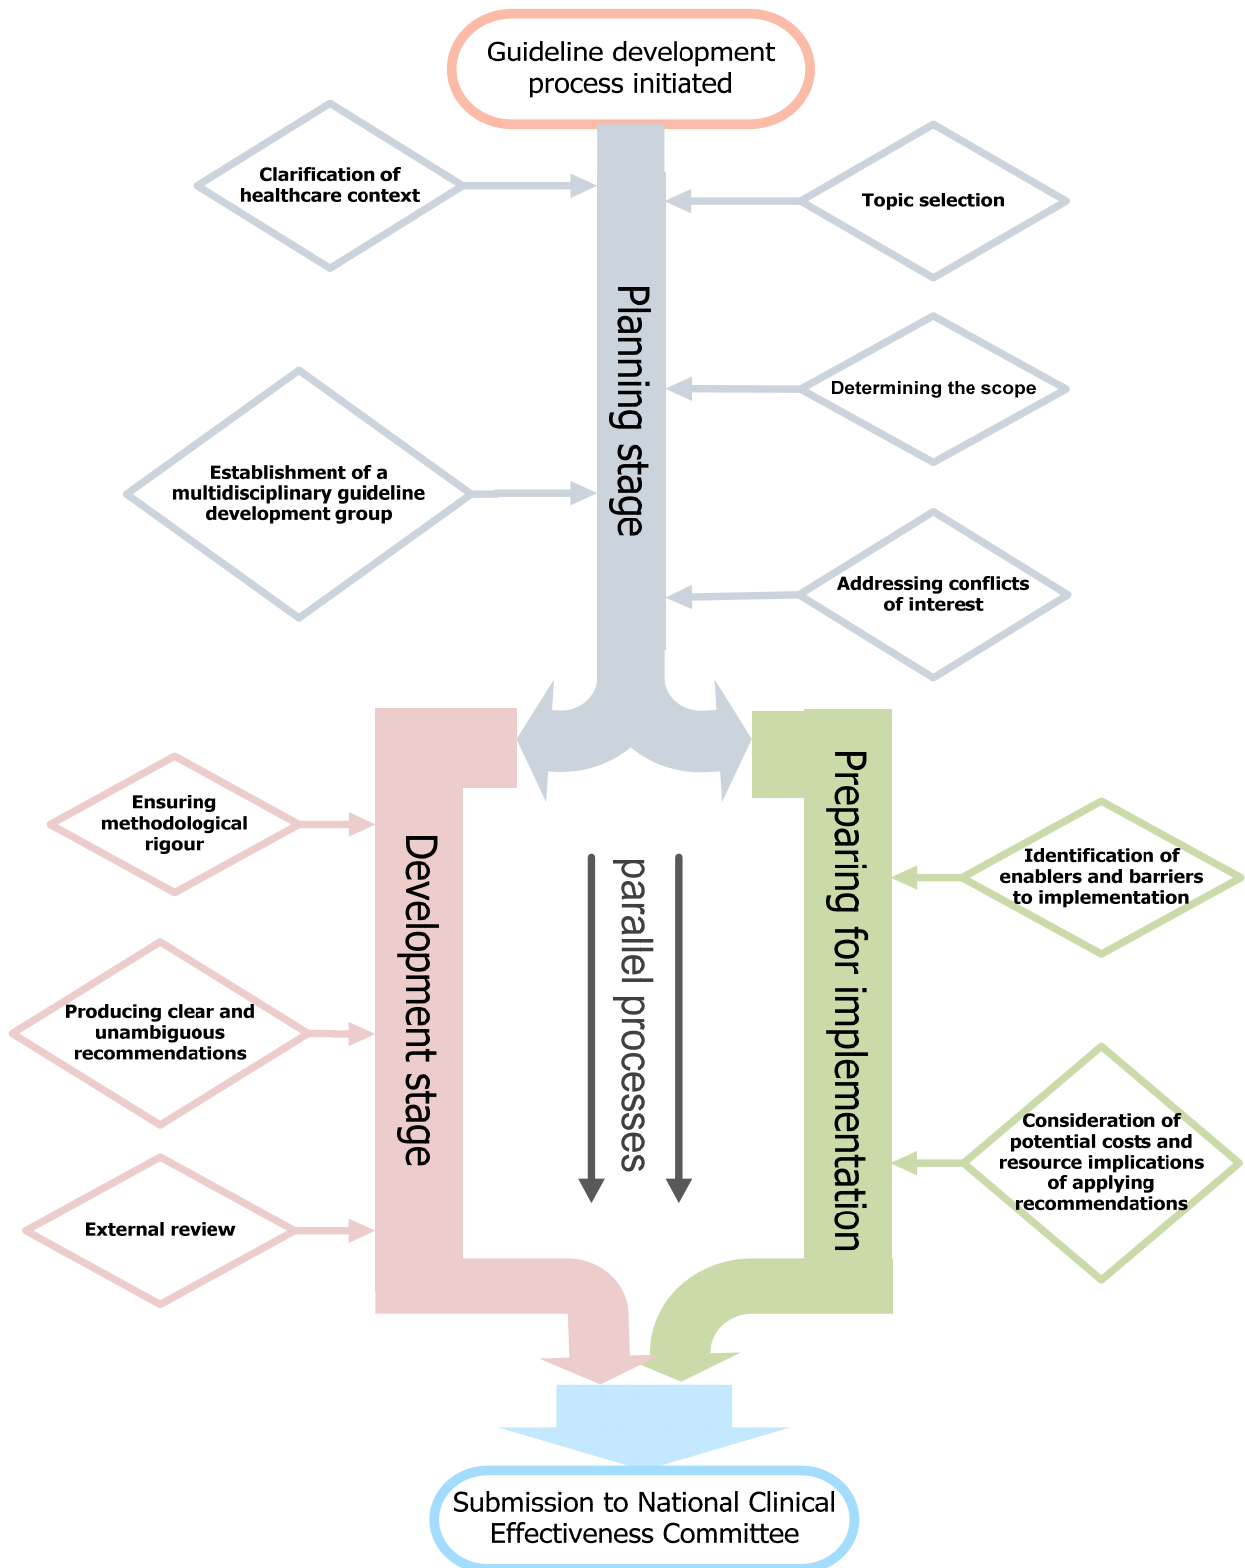 Guideline development
process initiated
Clarification of
healthcare context
Topic selection
Planning stage
Determining the scope
Establishment of a
multidisciplinary guideline
development group
Addressing conflicts
of interest
Ensuring
methodological
rigour
Development stage
parallel processes
Preparing for implementation
Identification of
enablers and barriers
to implementation
Producing clear and
unambiguous
recommendations
Consideration of
potential costs and
resource implications
of applying
recommendations
External review
Submission to National Clinical
Effectiveness Committee